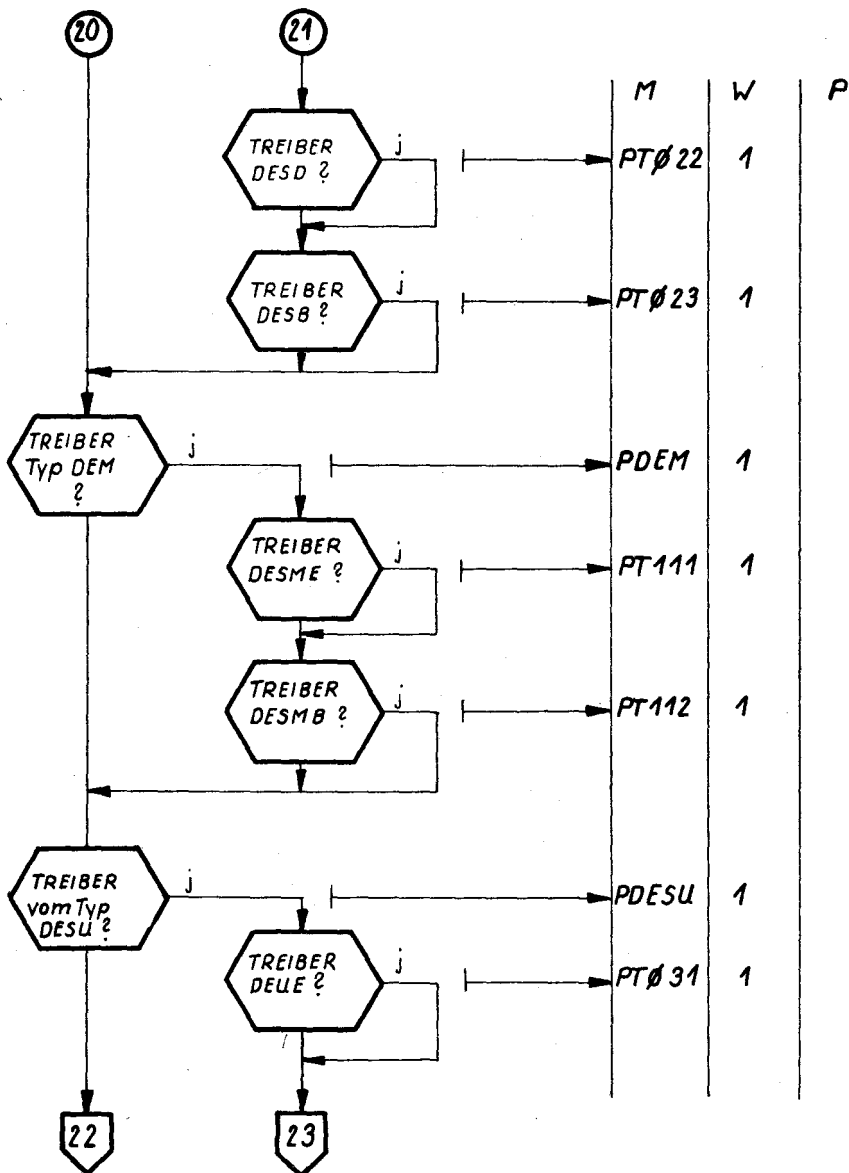 20 21
M W P
TREIBER
DESD ?
j
PTØ22 1
TREIBER
DESB ?
j
PTØ23 1
TREIBER
Typ DEM
?
j
PDEM 1
TREIBER
DESME ?
j
PT111 1
TREIBER
DESMB ?
j
PT112 1
TREIBER
vom Typ
DESU ?
j
PDESU 1
TREIBER
DEUE ?
j
PTØ31 1
22 23